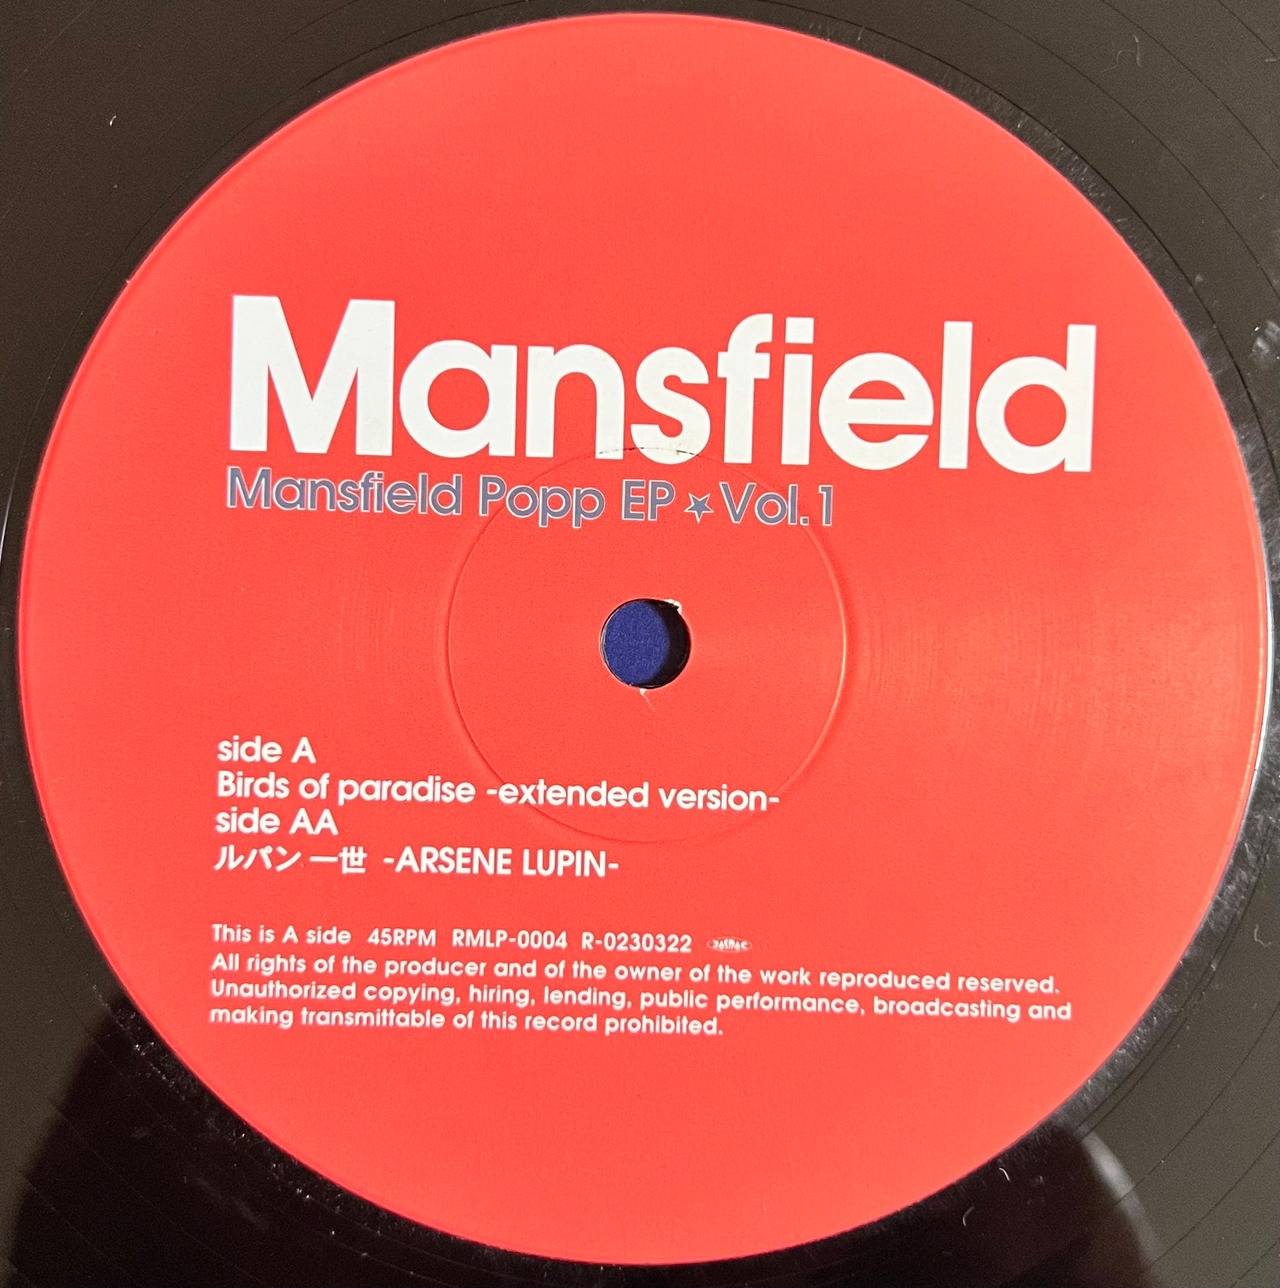 Mansfield
Mansfield Popp EP★Vol.1
side A
Birds of paradise -extended version-
side AA
ルパン 一世 -ARSENE LUPIN-
This is A side 45RPM RMLP-0004 R-0230322
All rights of the producer and of the owner of the work reproduced reserved.
Unauthorized copying, hiring, lending, public performance, broadcasting and
making transmittable of this record prohibited.